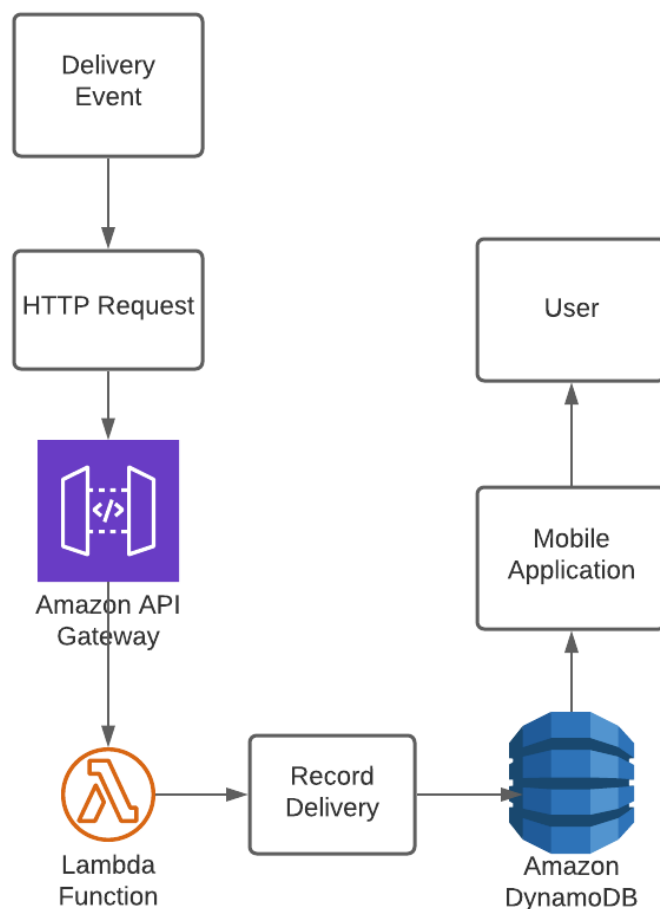 Delivery
Event
HTTP Request
Amazon API
Gateway
Lambda
Function
Record
Delivery
Amazon
DynamoDB
Mobile
Application
User